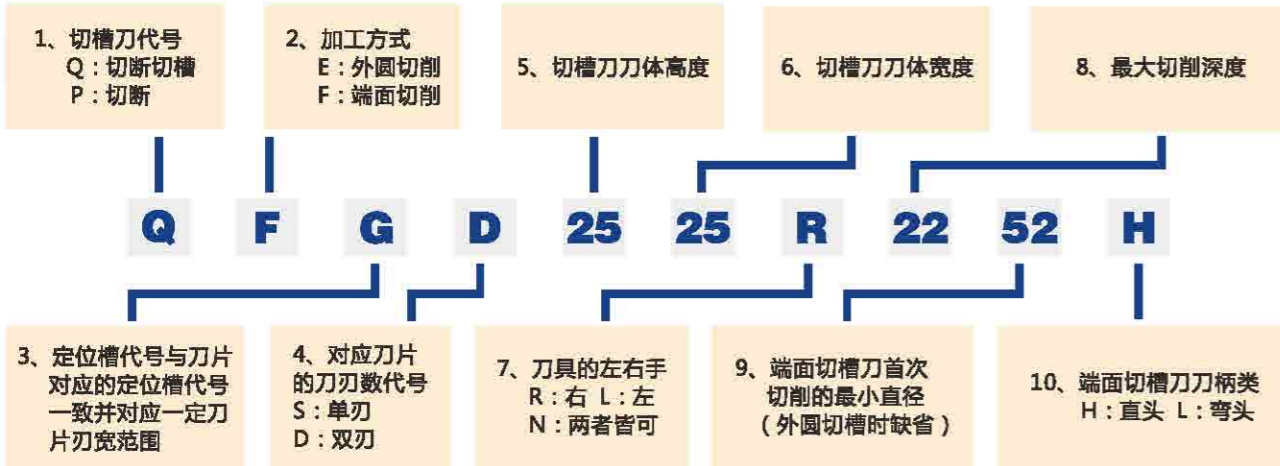 1、切槽刀代号
Q：切断切槽
P：切断
2、加工方式
E：外圆切削
F：端面切削
5、切槽刀刀体高度
6、切槽刀刀体宽度
8、最大切削深度
Q F G D 25 25 R 22 52 H
3、定位槽代号与刀片
对应的定位槽代号
一致并对应一定刀
片刃宽范围
4、对应刀片
的刀刃数代号
S：单刃
D：双刃
7、刀具的左右手
R：右 L：左
N：两者皆可
9、端面切槽刀首次
切削的最小直径
（外圆切槽时缺省）
10、端面切槽刀刀柄类
H：直头 L：弯头